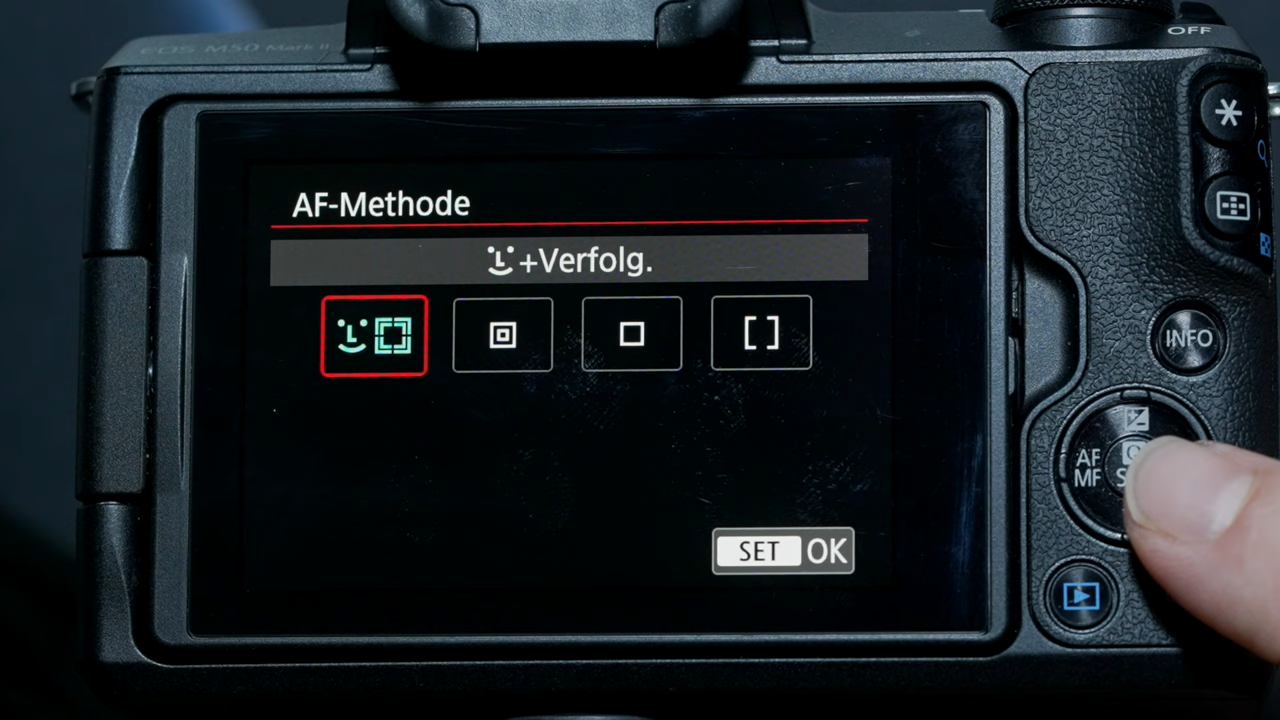 EOS M50 Mark II
OFF
AF-Methode
+Verfolg.
INFO
AF
MF
SET OK